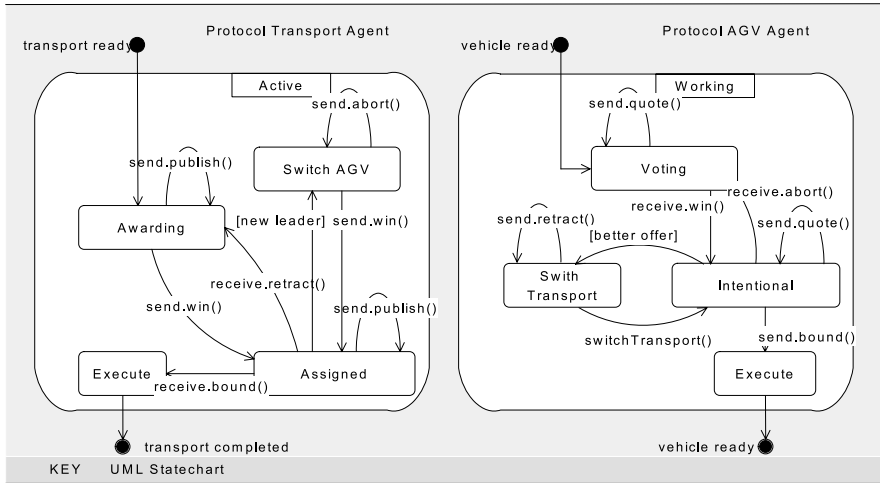 Protocol Transport Agent
transport ready
Active
send.abort()
send.publish()
Switch AGV
Awarding
[new leader]
send.win()
receive.retract()
send.win()
send.publish()
Execute
receive.bound()
Assigned
transport completed
Protocol AGV Agent
vehicle ready
Working
send.quote()
Voting
receive.abort()
receive.win()
send.retract()
send.quote()
[better offer]
Swith
Transport
Intentional
switchTransport()
send.bound()
Execute
vehicle ready
KEY UML Statechart